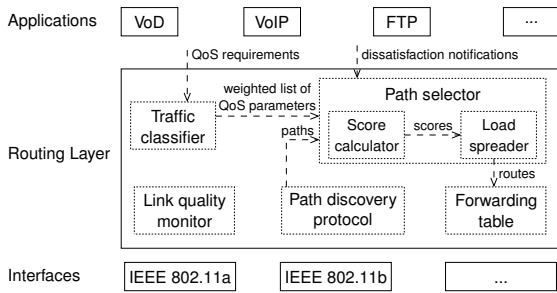 Applications
VoD
VoIP
FTP
...
QoS requirements
dissatisfaction notifications
weighted list of
QoS parameters
Path selector
Traffic
classifier
Score
calculator
scores
Load
spreader
paths
Routing Layer
routes
Link quality
monitor
Path discovery
protocol
Forwarding
table
Interfaces
IEEE 802.11a
IEEE 802.11b
...